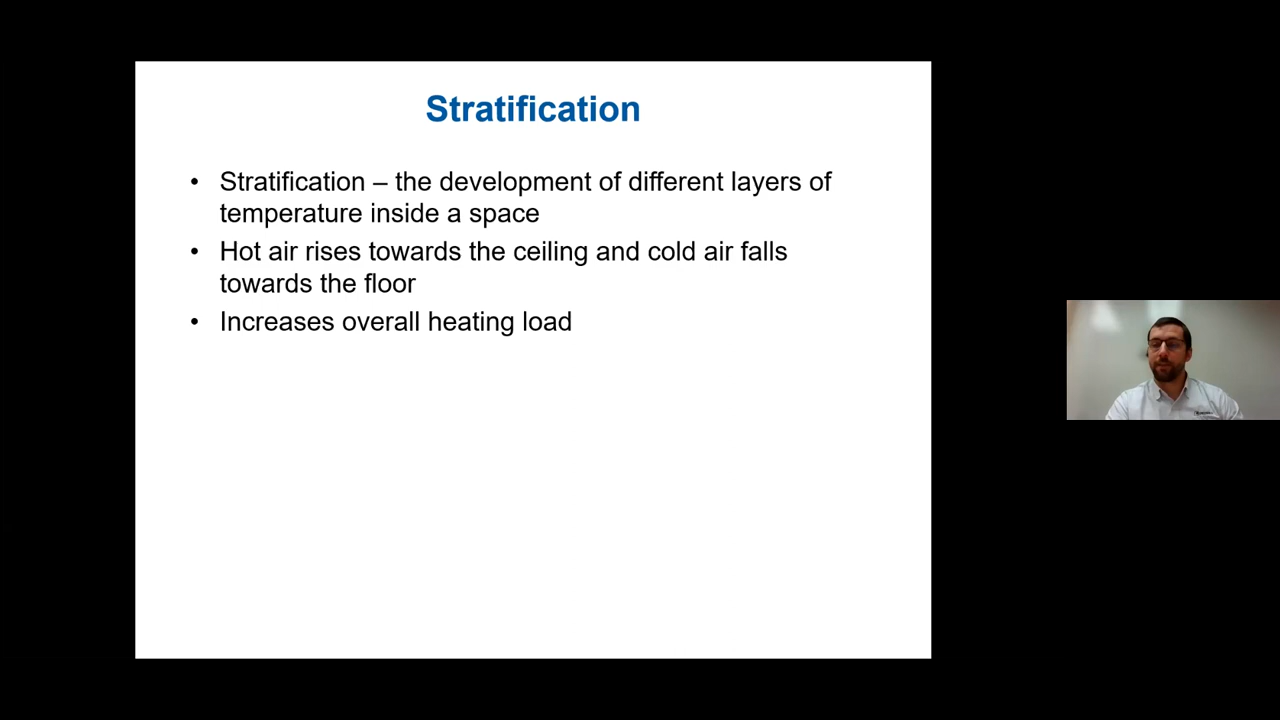 Stratification
• Stratification – the development of different layers of
temperature inside a space
• Hot air rises towards the ceiling and cold air falls
towards the floor
• Increases overall heating load